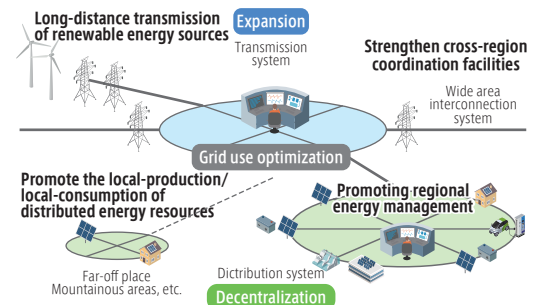 Long-distance transmission
of renewable energy sources
Expansion
Transmission
system
Strengthen cross-region
coordination facilities
Wide area
interconnection
system
Grid use optimization
Promote the local-production/
local-consumption of
distributed energy resources
Promoting regional
energy management
Far-off place
Mountainous areas, etc.
Dictribution system
Decentralization